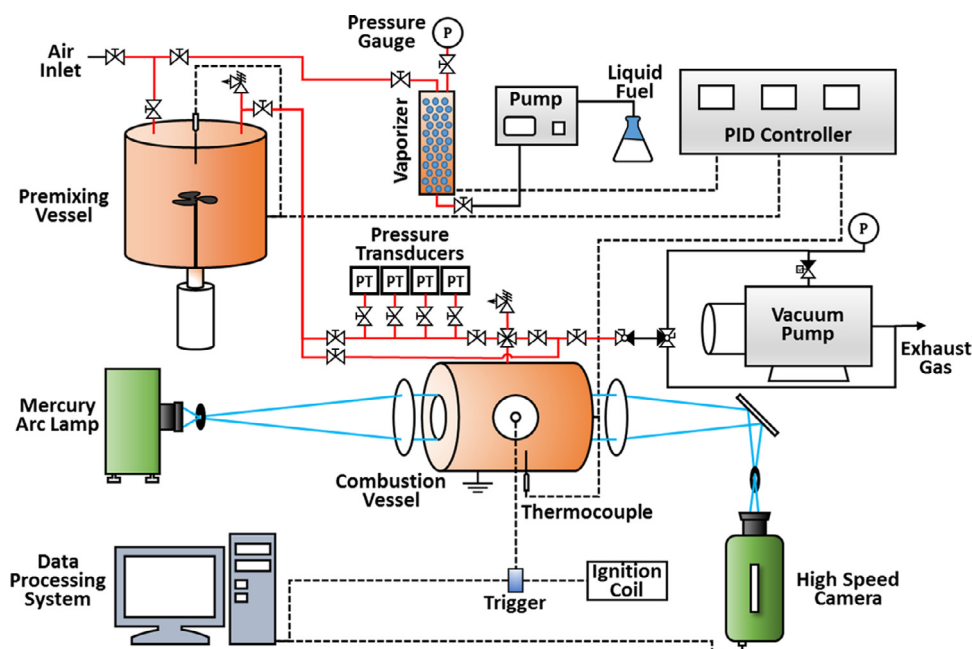 Pressure
Gauge
P
Air
Inlet
Liquid
Fuel
Pump
PID Controller
Vaporizer
Premixing
Vessel
Pressure
Transducers
PT PT PT PT
P
Vacuum
Pump
Exhaust
Gas
Mercury
Arc Lamp
Combustion
Vessel
Thermocouple
Data
Processing
System
Trigger
Ignition
Coil
High Speed
Camera